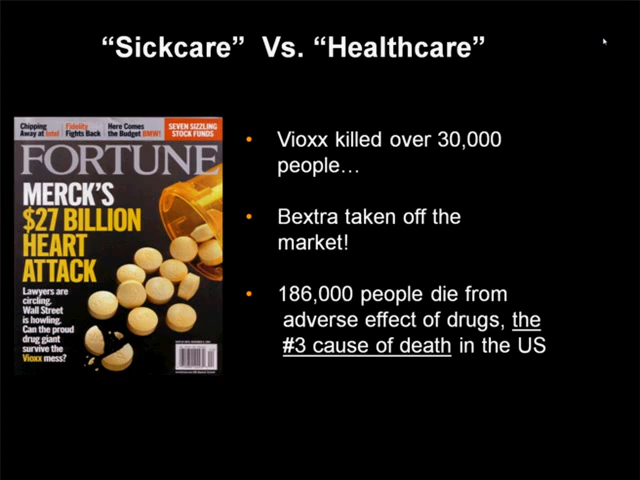 “Sickcare” Vs. “Healthcare”
Chipping
Away at Intel
Fidelity
Fights Back
Here Comes
the Budget BMW!
SEVEN SIZZLING
STOCK FUNDS
FORTUNE
MERCK'S
$27 BILLION
HEART
ATTACK
Lawyers are
circling.
Wall Street
is howling.
Can the proud
drug giant
survive the
Vioxx mess?
• Vioxx killed over 30,000
people…
• Bextra taken off the
market!
• 186,000 people die from
adverse effect of drugs, the
#3 cause of death in the US